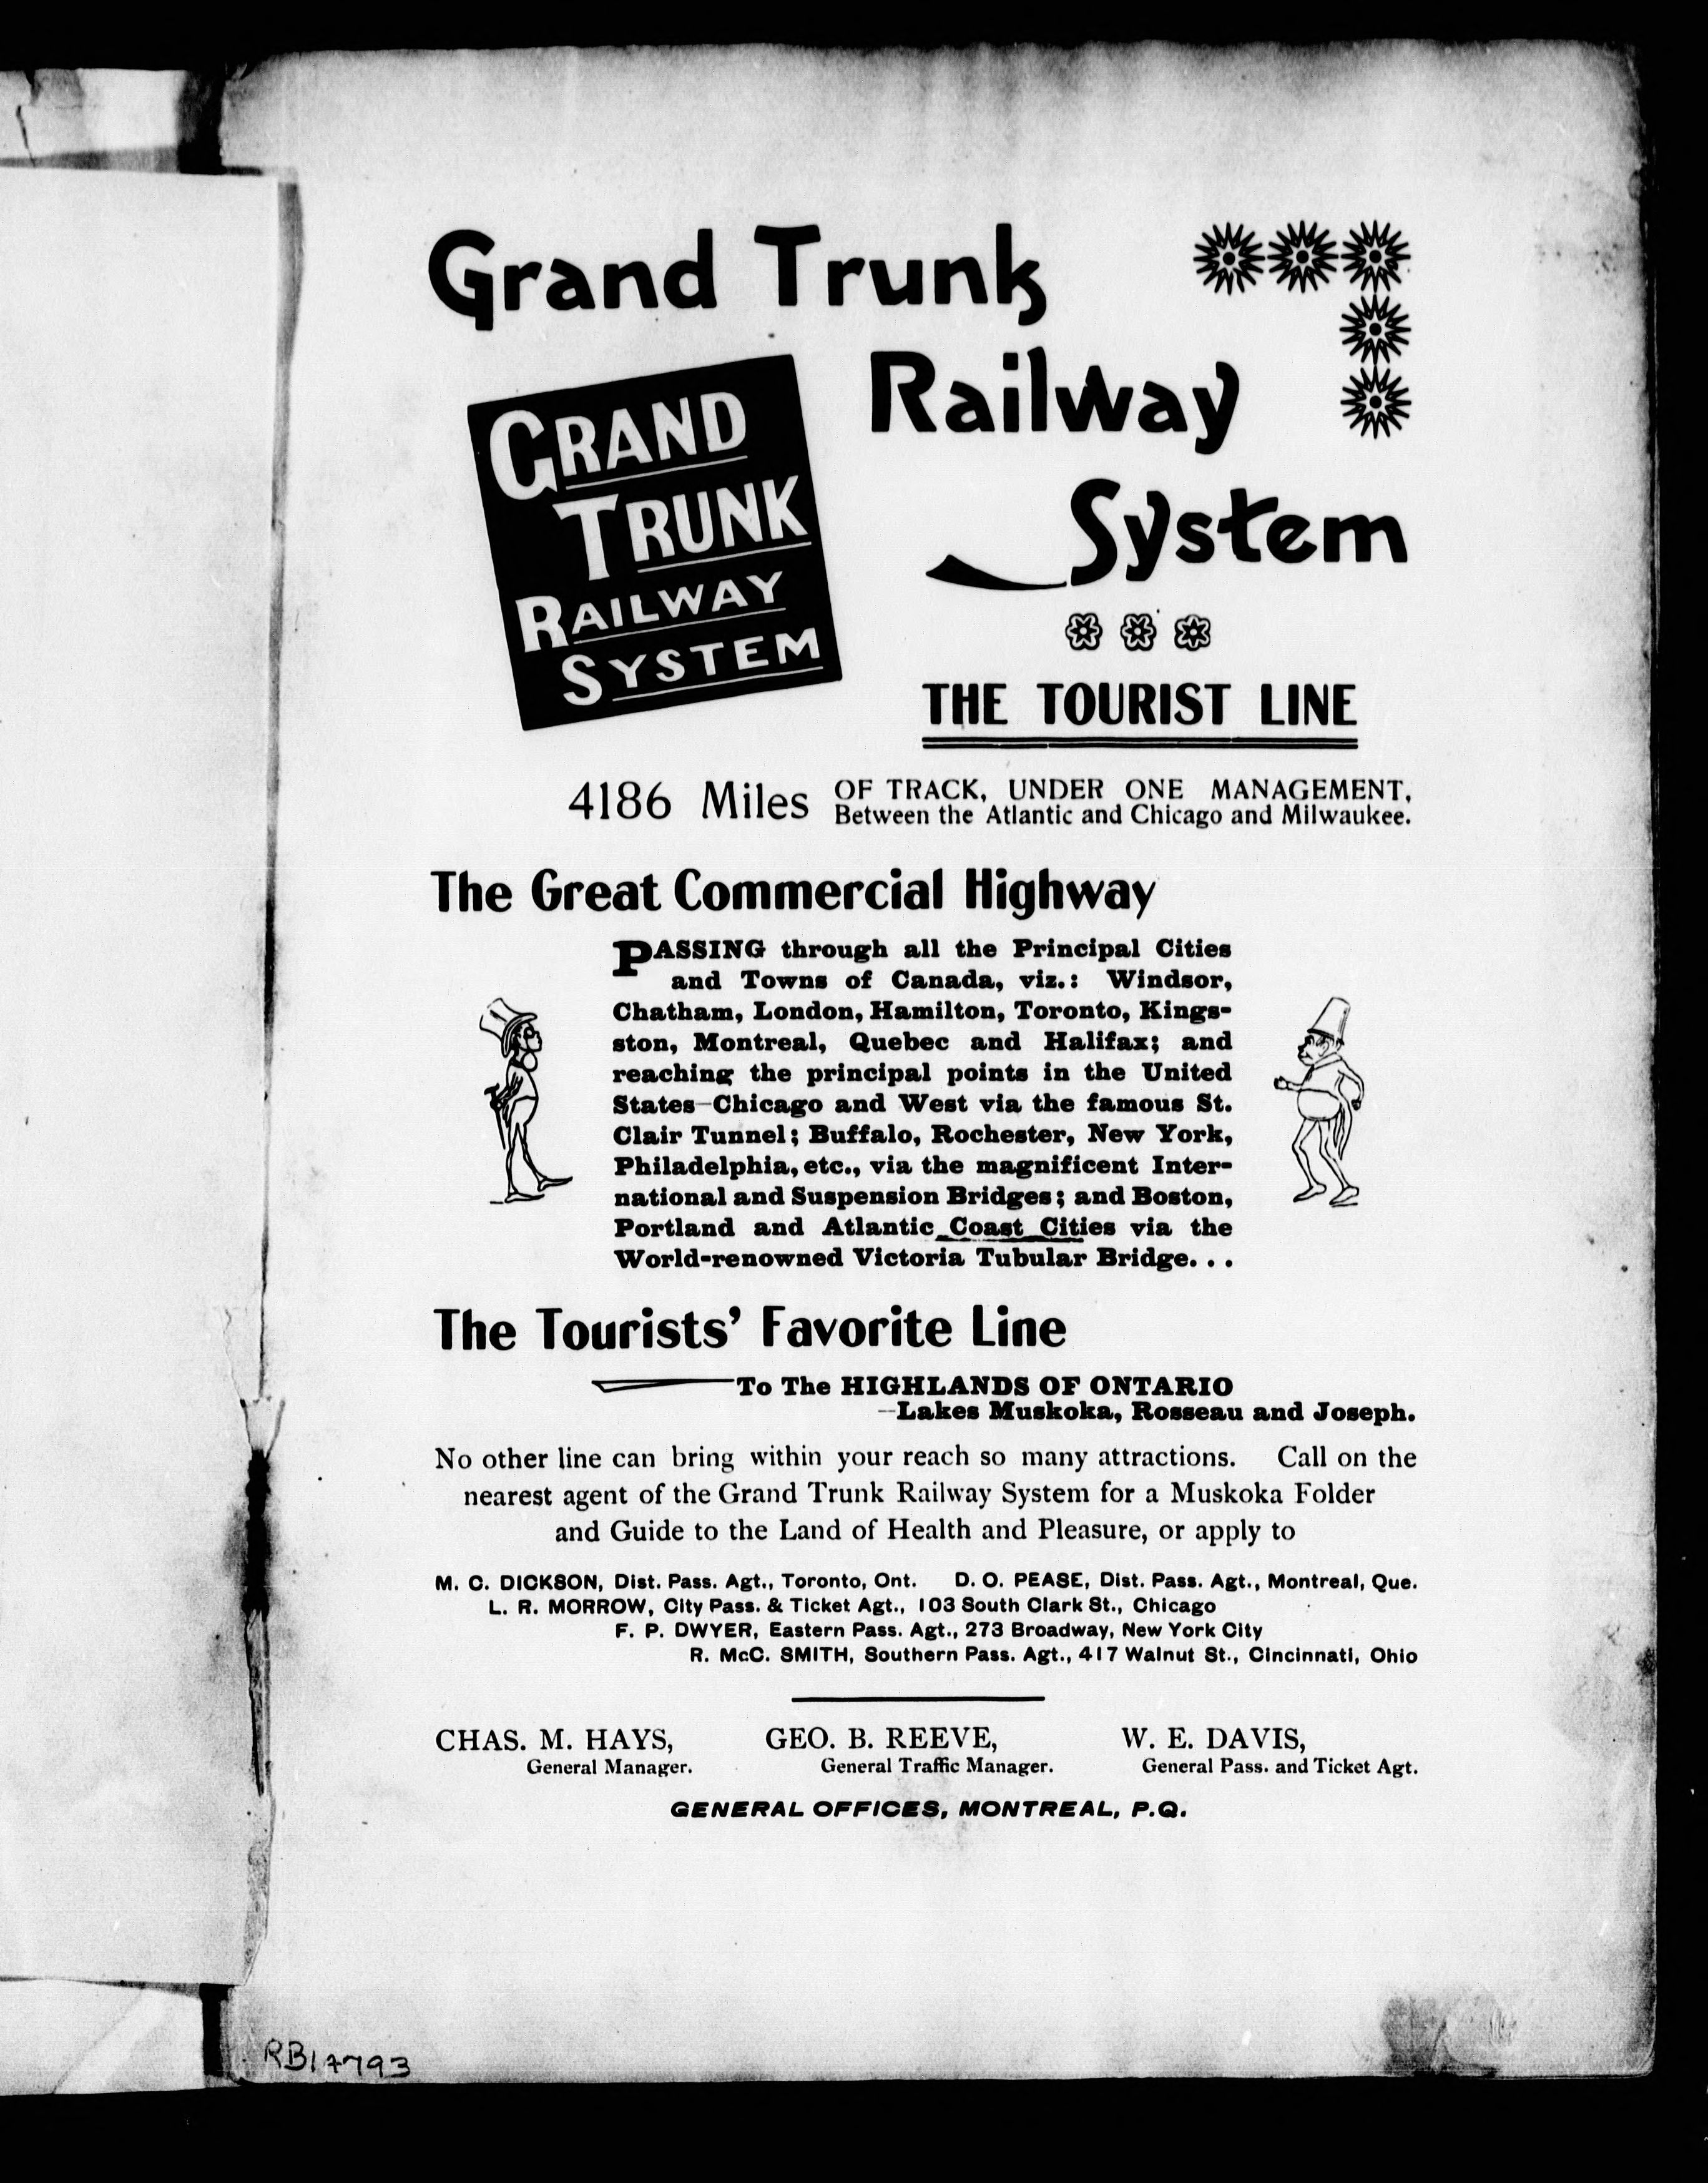 Grand Trunk
Railway
System
GRAND
TRUNK
RAILWAY
SYSTEM
THE TOURIST LINE
4186 Miles OF TRACK, UNDER ONE MANAGEMENT,
Between the Atlantic and Chicago and Milwaukee.
The Great Commercial Highway
PASSING through all the Principal Cities
and Towns of Canada, viz.: Windsor,
Chatham, London, Hamilton, Toronto, Kings-
ston, Montreal, Quebec and Halifax; and
reaching the principal points in the United
States—Chicago and West via the famous St.
Clair Tunnel; Buffalo, Rochester, New York,
Philadelphia, etc., via the magnificent Inter-
national and Suspension Bridges; and Boston,
Portland and Atlantic Coast Cities via the
World-renowned Victoria Tubular Bridge. . .
The Tourists' Favorite Line
To The HIGHLANDS OF ONTARIO
—Lakes Muskoka, Rosseau and Joseph.
No other line can bring within your reach so many attractions. Call on the
nearest agent of the Grand Trunk Railway System for a Muskoka Folder
and Guide to the Land of Health and Pleasure, or apply to
M. C. DICKSON, Dist. Pass. Agt., Toronto, Ont. D. O. PEASE, Dist. Pass. Agt., Montreal, Que.
L. R. MORROW, City Pass. & Ticket Agt., 103 South Clark St., Chicago
F. P. DWYER, Eastern Pass. Agt., 273 Broadway, New York City
R. McC. SMITH, Southern Pass. Agt., 417 Walnut St., Cincinnati, Ohio
CHAS. M. HAYS, GEO. B. REEVE, W. E. DAVIS,
General Manager. General Traffic Manager. General Pass. and Ticket Agt.
GENERAL OFFICES, MONTREAL, P.Q.
RB17793